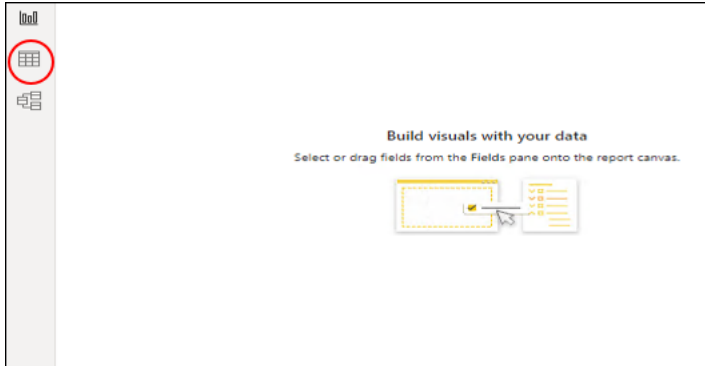 Build visuals with your data
Select or drag fields from the Fields pane onto the report canvas.